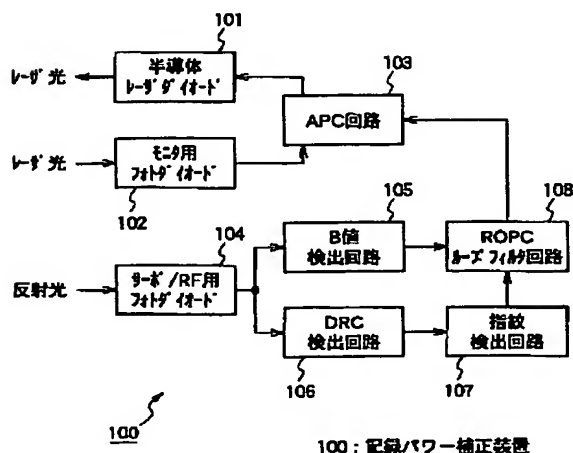 101
半導体
レーザダイオード
レーザ光
103
APC回路
レーザ光
モニタ用
フォトダイオード
102
105
108
104
B値
検出回路
ROPC
ループフィルタ回路
反射光
サーボ/RF用
フォトダイオード
DRC
検出回路
指紋
検出回路
106
107
100
100:記録パワー補正装置